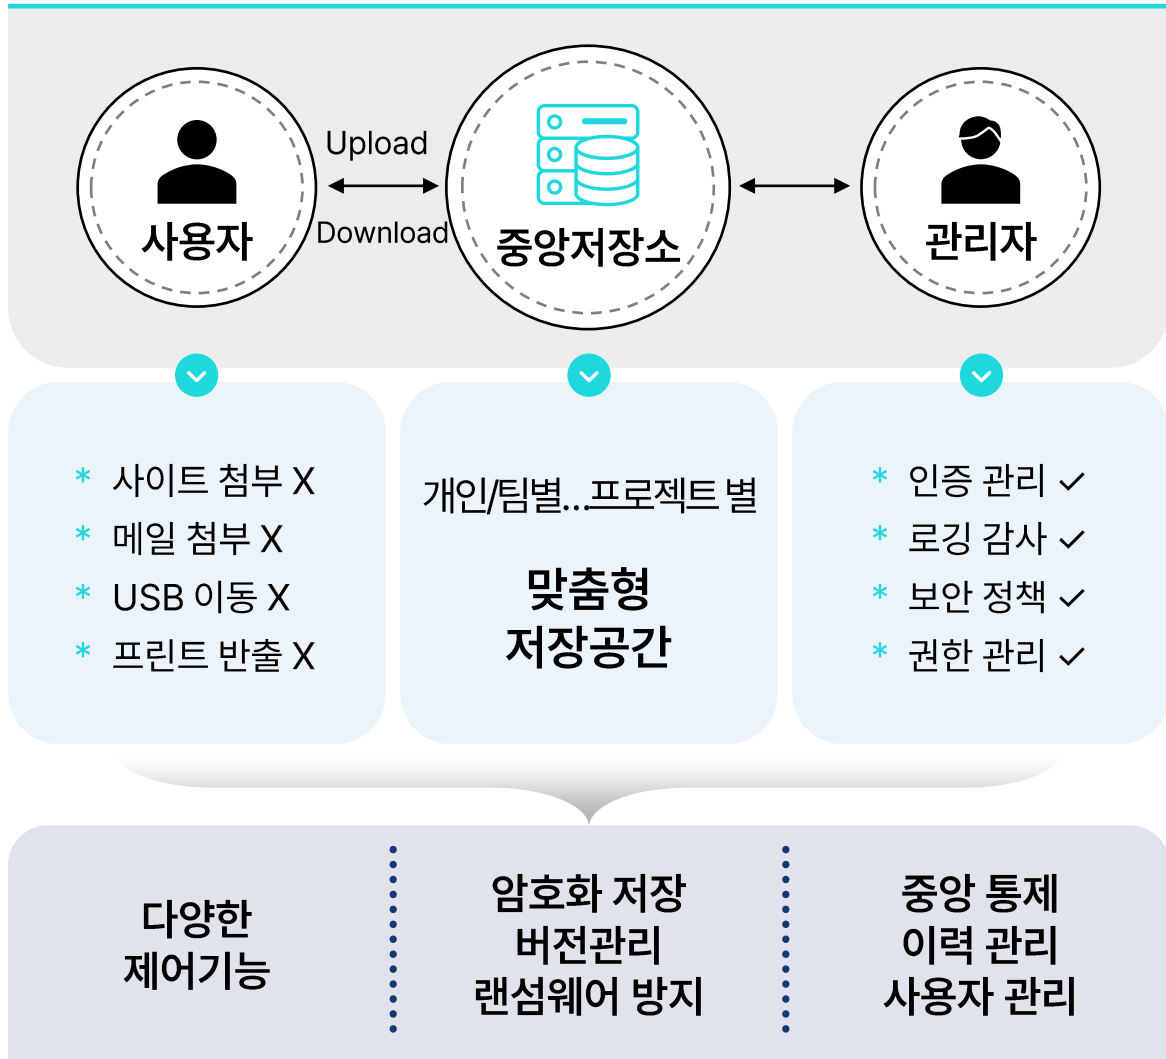 Upload
Download
사용자
중앙저장소
관리자
* 사이트 첨부 X
* 메일 첨부 X
* USB 이동 X
* 프린트 반출 X
개인/팀별...프로젝트 별
맞춤형
저장공간
* 인증 관리 ✓
* 로깅 감사 ✓
* 보안 정책 ✓
* 권한 관리 ✓
다양한
제어기능
암호화 저장
버전관리
랜섬웨어 방지
중앙 통제
이력 관리
사용자 관리